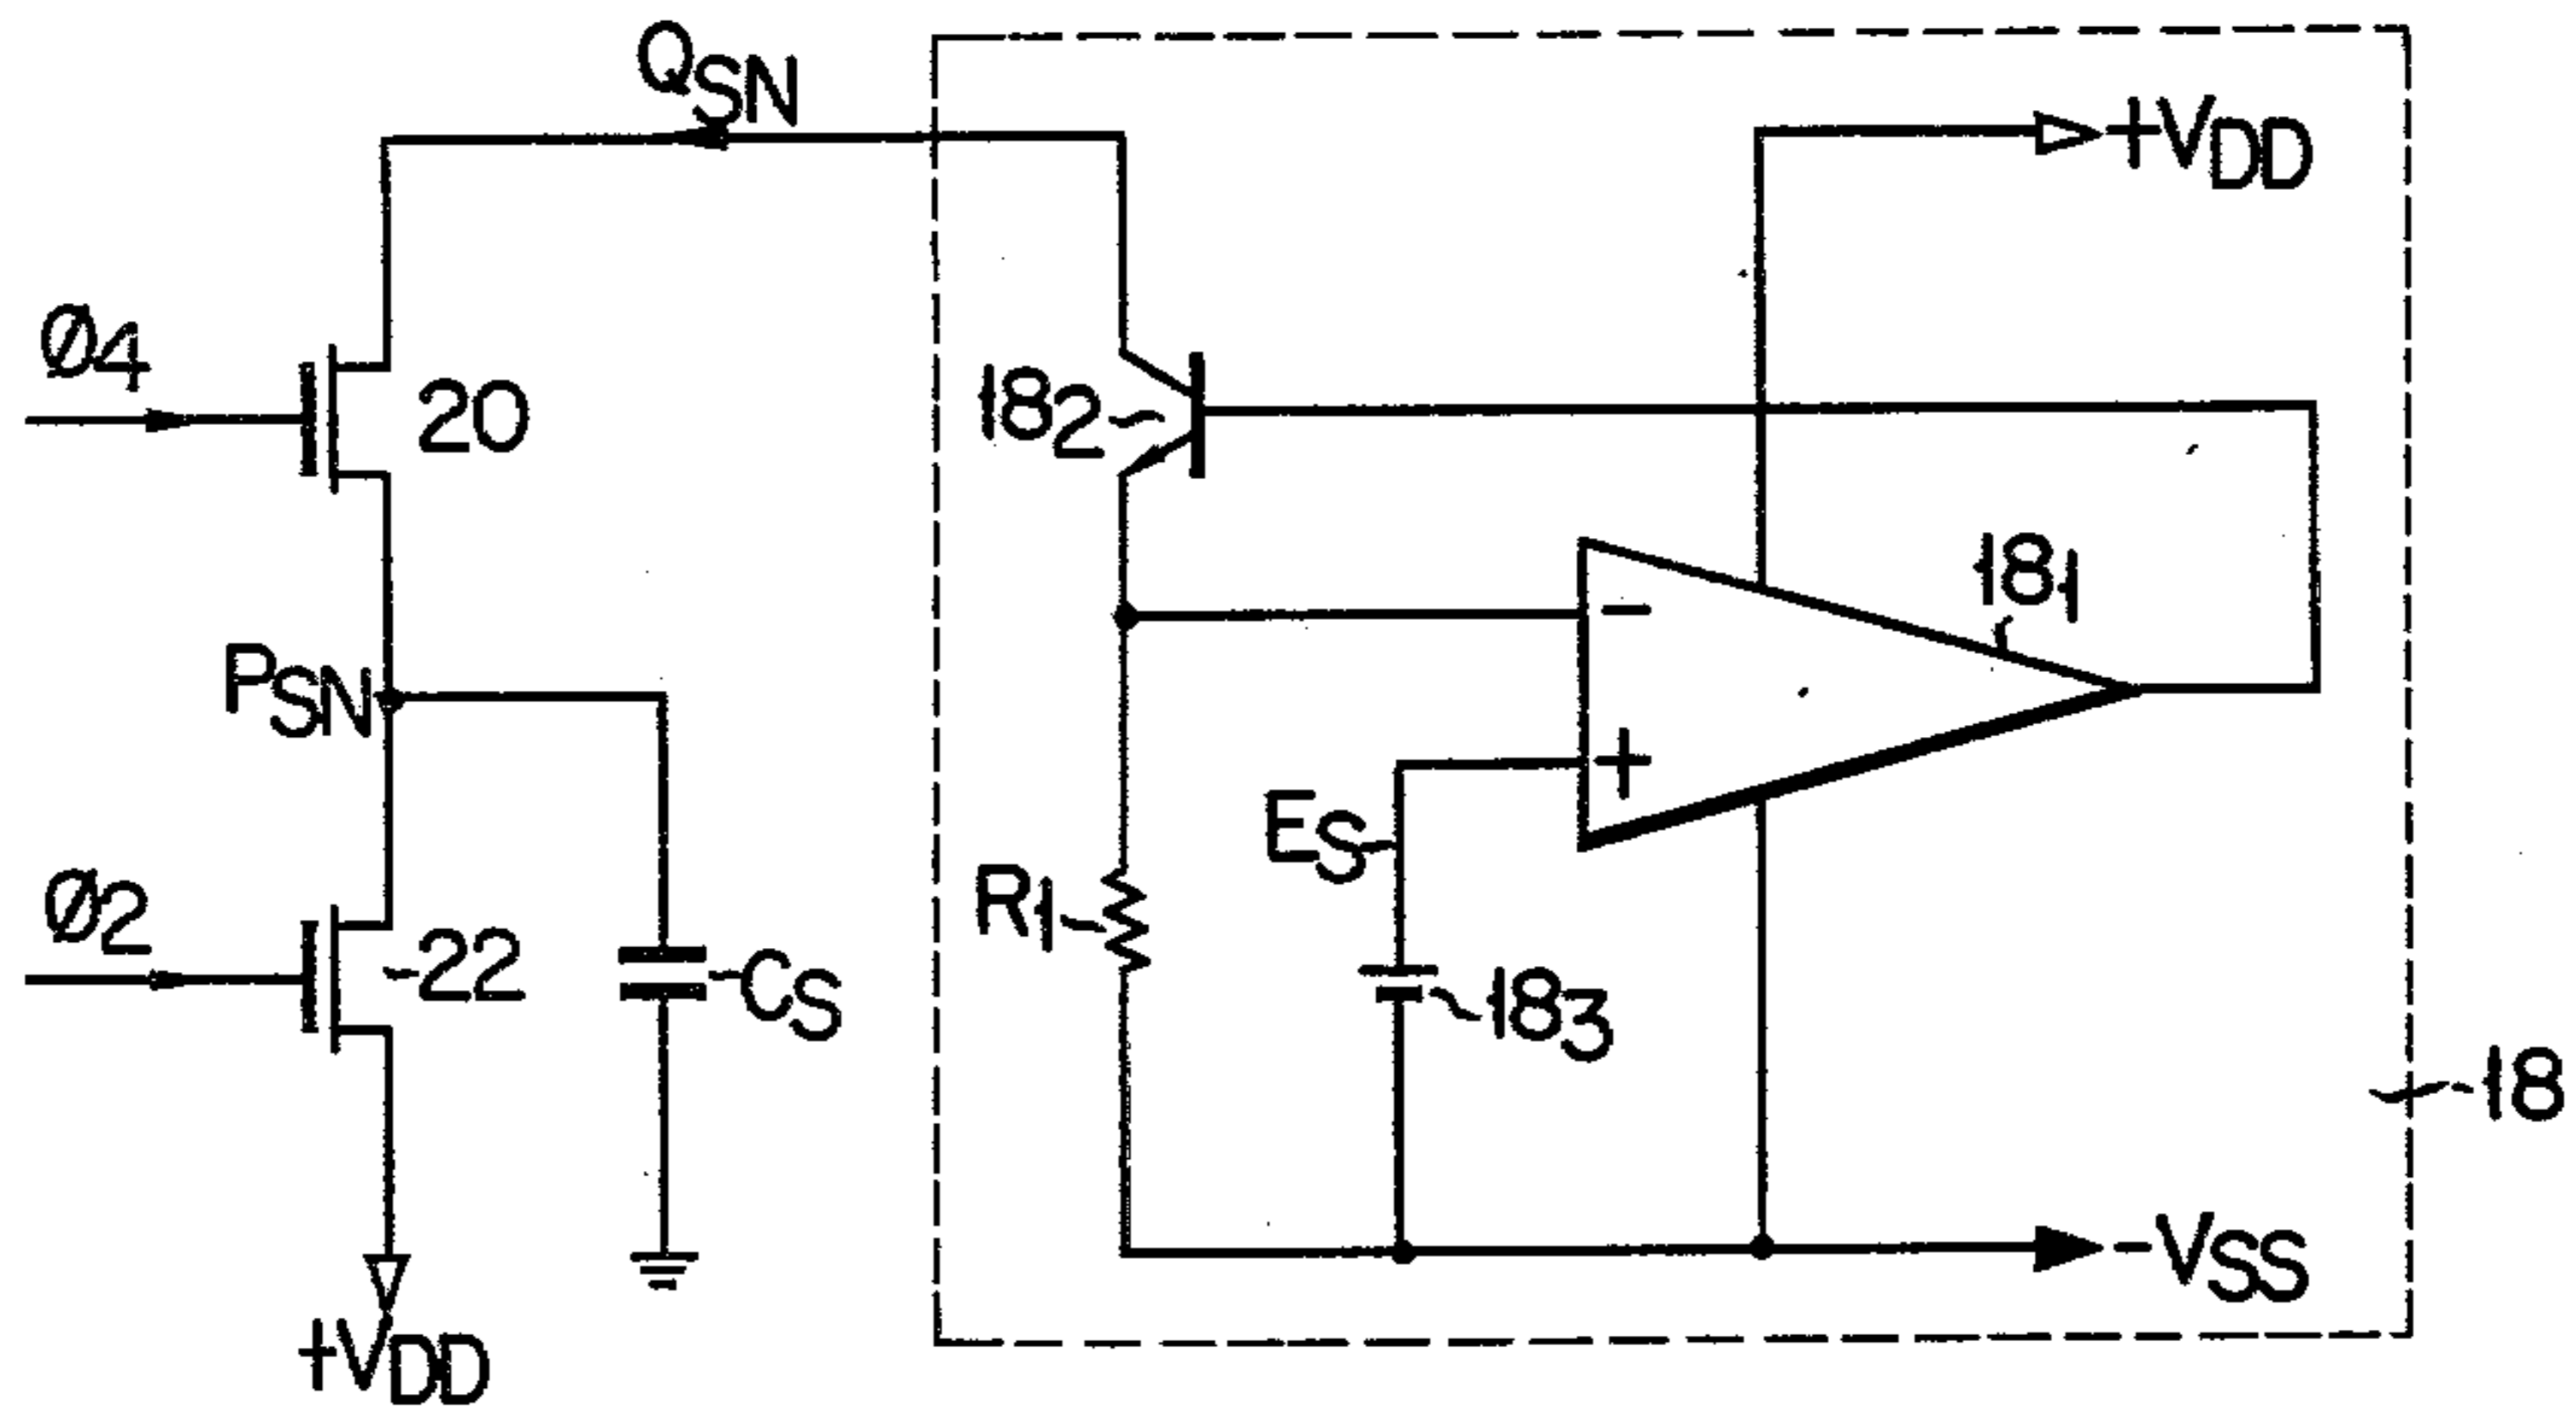 QSN
+VDD
Ø4
20
182
181
PSN
ES
R1
Ø2
22
CS
183
18
-VSS
+VDD
-
+